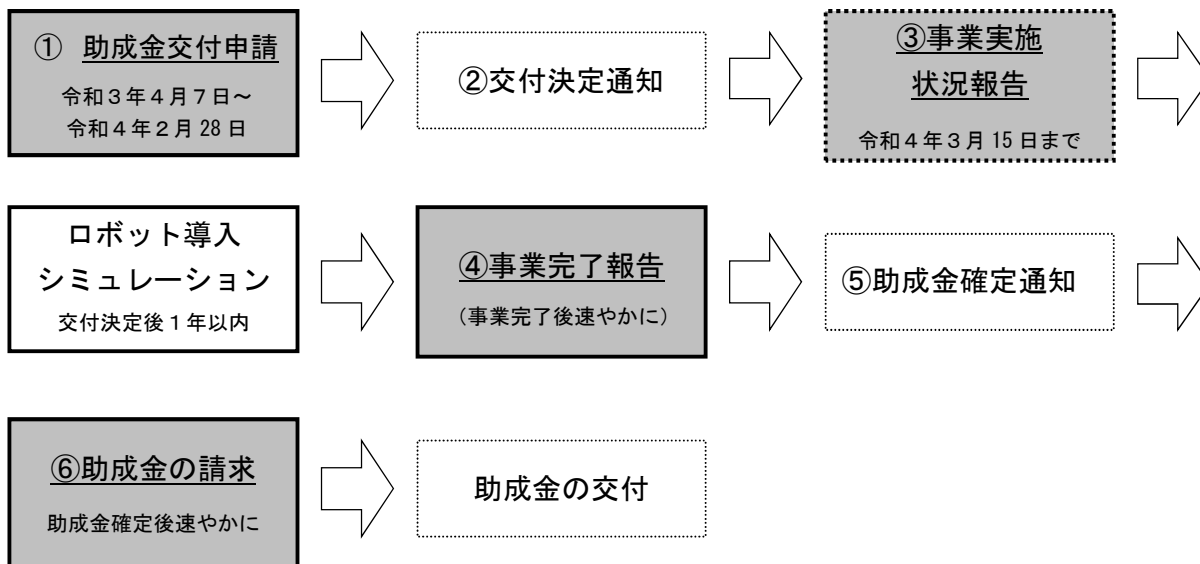 ① 助成金交付申請
令和３年４月７日～
令和４年２月28日
②交付決定通知
③事業実施
状況報告
令和４年３月15日まで
ロボット導入
シミュレーション
交付決定後１年以内
④事業完了報告
（事業完了後速やかに）
⑤助成金確定通知
⑥助成金の請求
助成金確定後速やかに
助成金の交付